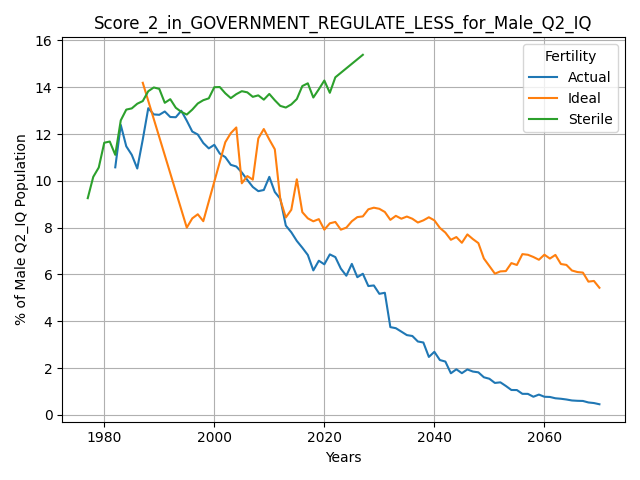 Score_2_in_GOVERNMENT_REGULATE_LESS_for_Male_Q2_IQ
% of Male Q2_IQ Population
16
14
12
10
8
6
4
2
0
Fertility
Actual
Ideal
Sterile
1980
2000
2020
2040
2060
Years